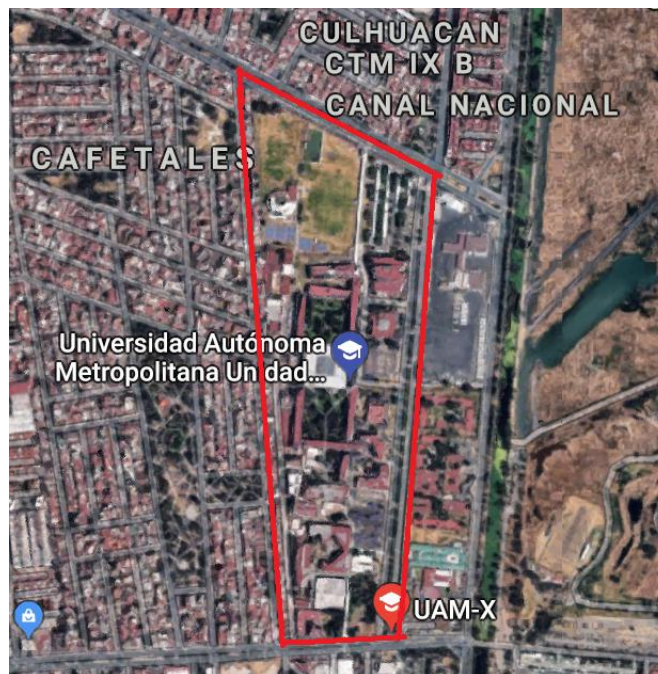 CULHUACAN
CTM IX B
CANAL NACIONAL
CAFETALES
Universidad Autónoma
Metropolitana Unidad...
UAM-X